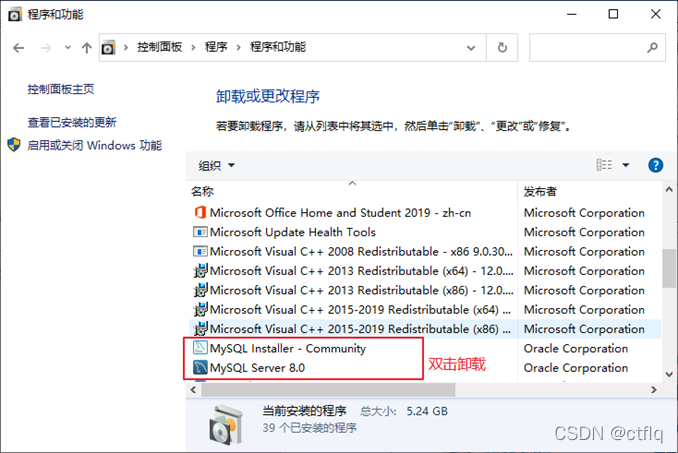 程序和功能
控制面板 › 程序 › 程序和功能
控制面板主页
查看已安装的更新
启用或关闭 Windows 功能
卸载或更改程序
若要卸载程序，请从列表中将其选中，然后单击“卸载”、“更改”或“修复”。
组织
名称 发布者
Microsoft Office Home and Student 2019 - zh-cn Microsoft Corporation
Microsoft Update Health Tools Microsoft Corporation
Microsoft Visual C++ 2008 Redistributable - x86 9.0.30... Microsoft Corporation
Microsoft Visual C++ 2013 Redistributable (x64) - 12.0.... Microsoft Corporation
Microsoft Visual C++ 2013 Redistributable (x86) - 12.0.... Microsoft Corporation
Microsoft Visual C++ 2015-2019 Redistributable (x64) ... Microsoft Corporation
Microsoft Visual C++ 2015-2019 Redistributable (x86) ... Microsoft Corporation
MySQL Installer - Community Oracle Corporation
MySQL Server 8.0 Oracle Corporation
双击卸载
当前安装的程序 总大小: 5.24 GB
39 个已安装的程序
CSDN @ctflq